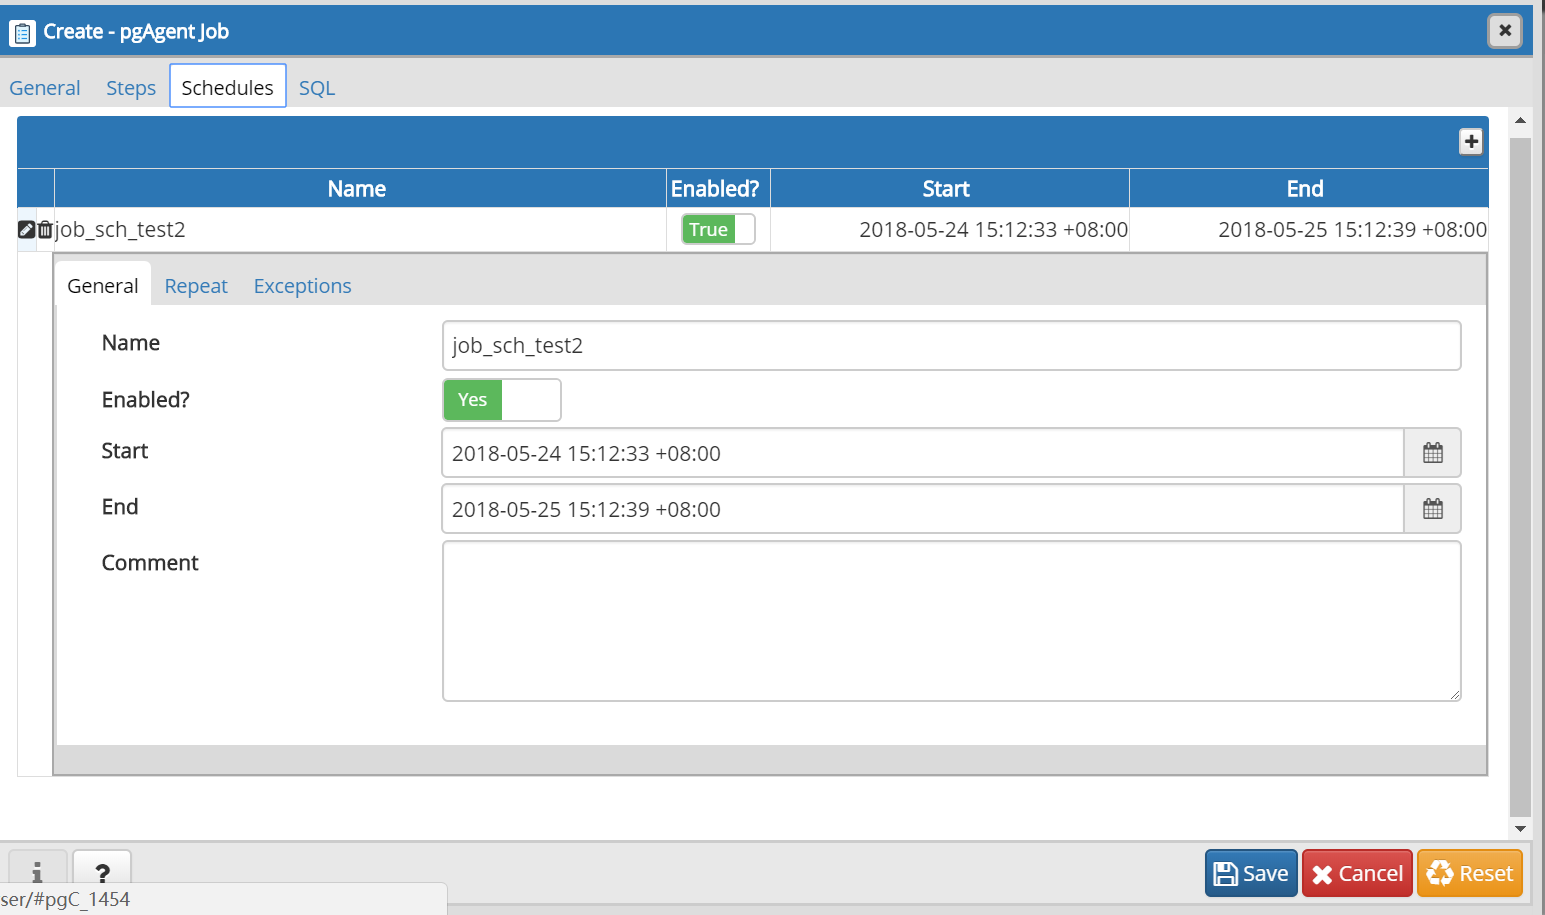 Create - pgAgent Job
General Steps Schedules SQL
Name Enabled? Start End
job_sch_test2 True 2018-05-24 15:12:33 +08:00 2018-05-25 15:12:39 +08:00
General Repeat Exceptions
Name job_sch_test2
Enabled? Yes
Start 2018-05-24 15:12:33 +08:00
End 2018-05-25 15:12:39 +08:00
Comment
i ? Save Cancel Reset
ser/#pgC_1454